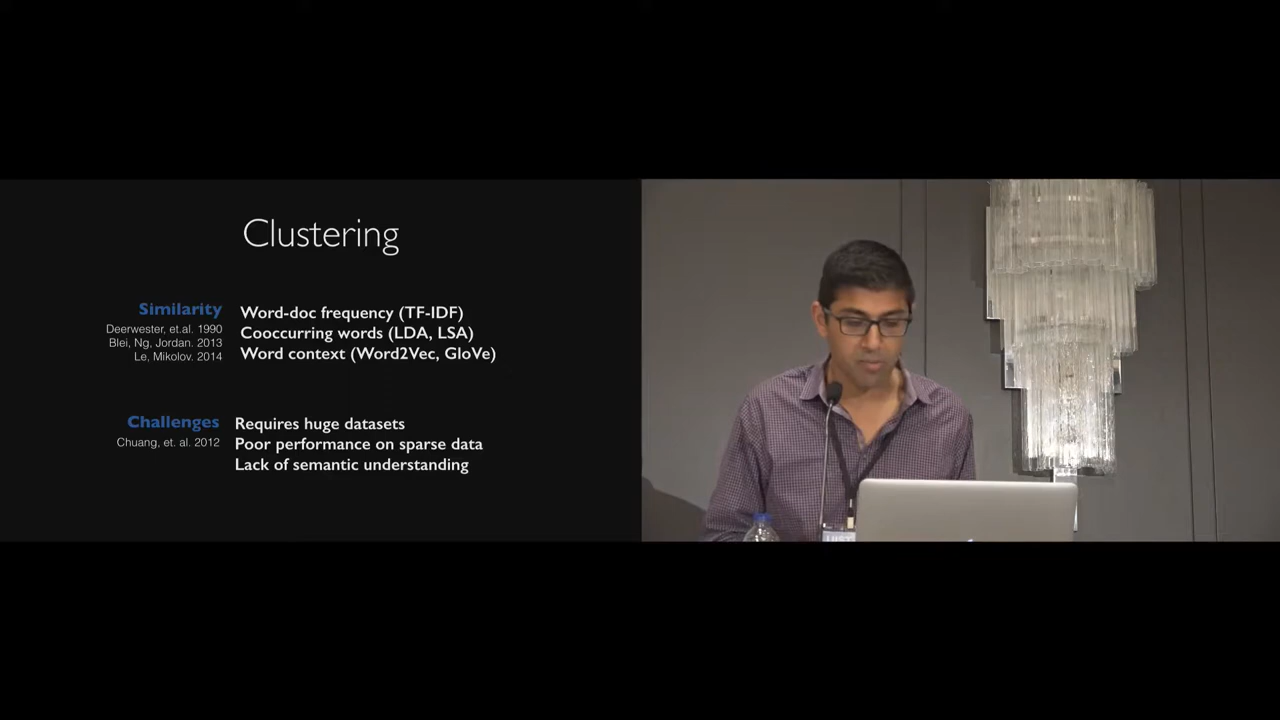 Clustering
Similarity
Deerwester, et.al. 1990
Blei, Ng, Jordan. 2013
Le, Mikolov. 2014
Word-doc frequency (TF-IDF)
Cooccurring words (LDA, LSA)
Word context (Word2Vec, GloVe)
Challenges
Chuang, et. al. 2012
Requires huge datasets
Poor performance on sparse data
Lack of semantic understanding
UIST